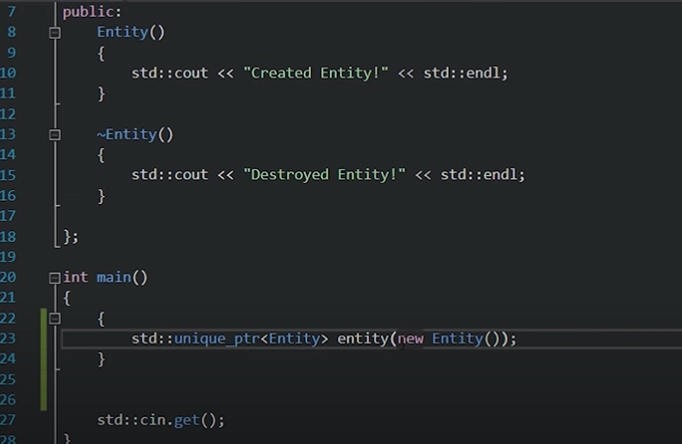 7 public:
8 Entity()
9 {
10 std::cout << "Created Entity!" << std::endl;
11 }
12
13 ~Entity()
14 {
15 std::cout << "Destroyed Entity!" << std::endl;
16 }
17
18 };
19
20 int main()
21 {
22 {
23 std::unique_ptr<Entity> entity(new Entity());
24 }
25
26
27 std::cin.get();
28 }